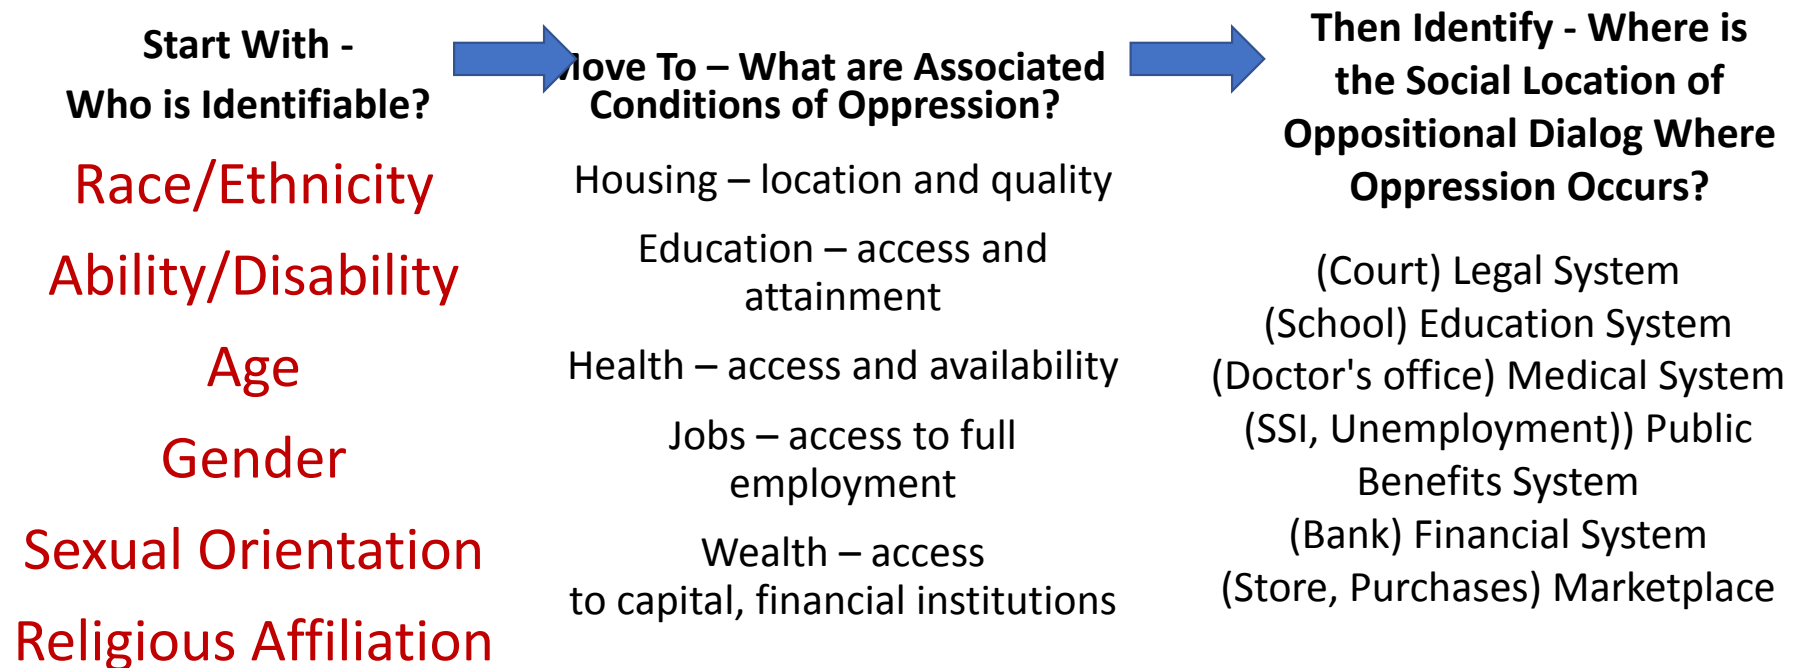 Start With -
Who is Identifiable?
Race/Ethnicity
Ability/Disability
Age
Gender
Sexual Orientation
Religious Affiliation
Move To – What are Associated
Conditions of Oppression?
Housing – location and quality
Education – access and
attainment
Health – access and availability
Jobs – access to full
employment
Wealth – access
to capital, financial institutions
Then Identify - Where is
the Social Location of
Oppositional Dialog Where
Oppression Occurs?
(Court) Legal System
(School) Education System
(Doctor's office) Medical System
(SSI, Unemployment)) Public
Benefits System
(Bank) Financial System
(Store, Purchases) Marketplace